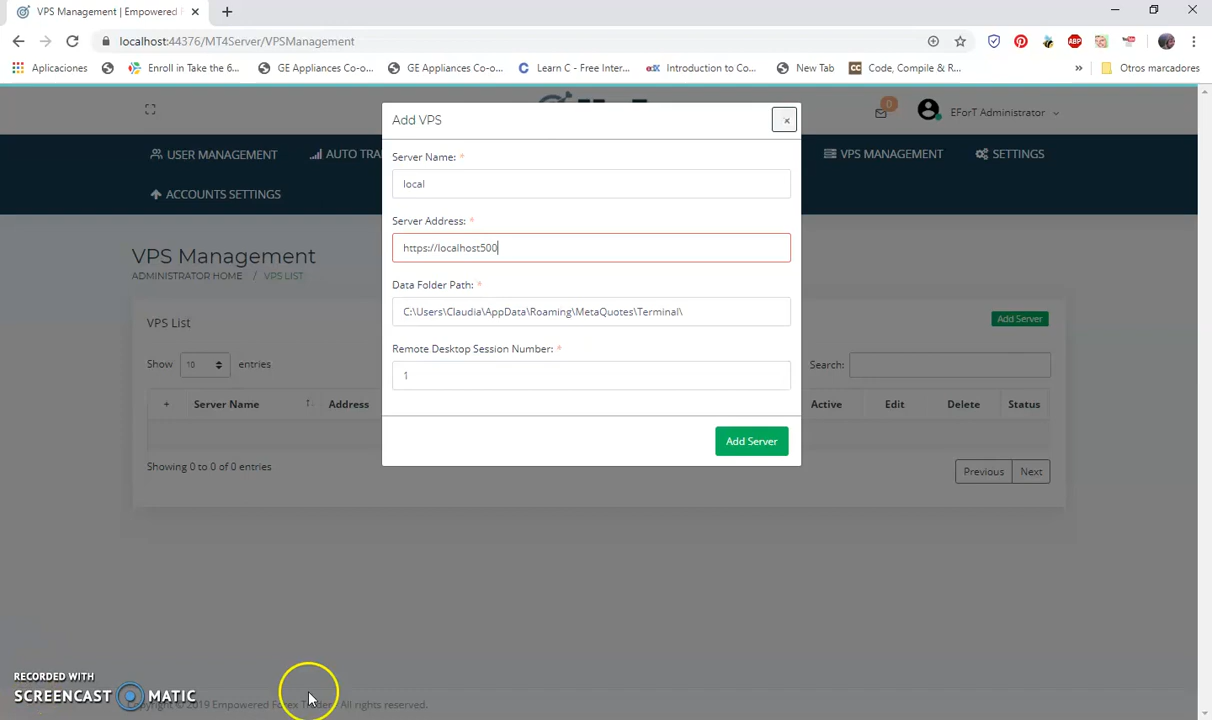 VPS Management | Empowered F
localhost:44376/MT4Server/VPSManagement
Aplicaciones
Enroll in Take the 6...
GE Appliances Co-o...
GE Appliances Co-o...
Learn C - Free Inter...
Introduction to Co...
New Tab
Code, Compile & R...
»
Otros marcadores
Add VPS
×
0
EForT Administrator
USER MANAGEMENT
AUTO TRA
VPS MANAGEMENT
SETTINGS
ACCOUNTS SETTINGS
Server Name: *
local
Server Address: *
https://localhost500
Data Folder Path: *
C:\Users\Claudia\AppData\Roaming\MetaQuotes\Terminal\
Remote Desktop Session Number: *
1
Add Server
VPS Management
ADMINISTRATOR HOME / VPS LIST
VPS List
Add Server
Show 10 entries
Search:
+ Server Name Address Active Edit Delete Status
Showing 0 to 0 of 0 entries
Previous Next
RECORDED WITH
SCREENCAST MATIC
Copyright © 2019 Empowered Forex Trader. All rights reserved.